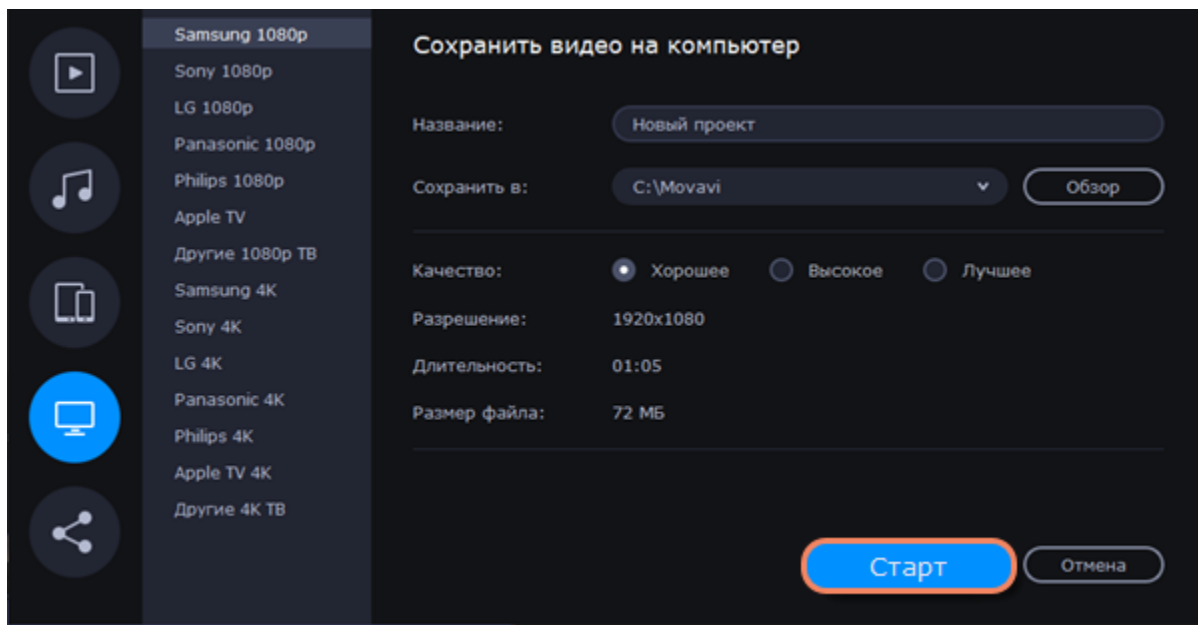 Samsung 1080p
Sony 1080p
LG 1080p
Panasonic 1080p
Philips 1080p
Apple TV
Другие 1080p ТВ
Samsung 4K
Sony 4K
LG 4K
Panasonic 4K
Philips 4K
Apple TV 4K
Другие 4K ТВ
Сохранить видео на компьютер
Название: Новый проект
Сохранить в: C:\Movavi Обзор
Качество: Хорошее Высокое Лучшее
Разрешение: 1920x1080
Длительность: 01:05
Размер файла: 72 МБ
Старт Отмена